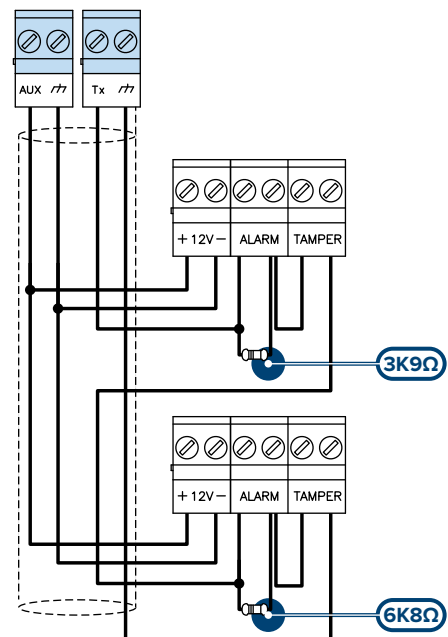 AUX Tx
+ 12V − ALARM TAMPER
3K9Ω
+ 12V − ALARM TAMPER
6K8Ω